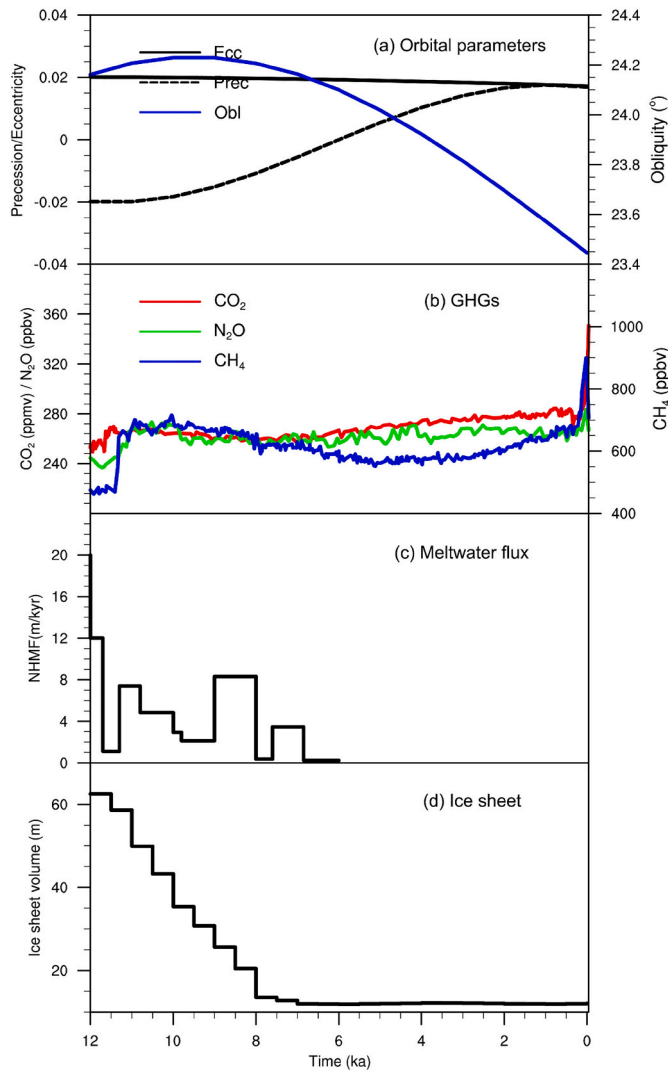 0.04
24.4
Ecc
(a) Orbital parameters
24.2
0.02
Prec
Obl
24.0
0
23.8
-0.02
23.6
-0.04
23.4
Precession/Eccentricity
Obliquity (°)
360
CO₂
(b) GHGs
1000
N₂O
320
CH₄
800
280
600
240
400
CO₂ (ppmv) / N₂O (ppbv)
CH₄ (ppbv)
(c) Meltwater flux
20
16
12
8
4
0
NHMF(m/kyr)
(d) Ice sheet
60
40
20
Ice sheet volume (m)
12 10 8 6 4 2 0
Time (ka)